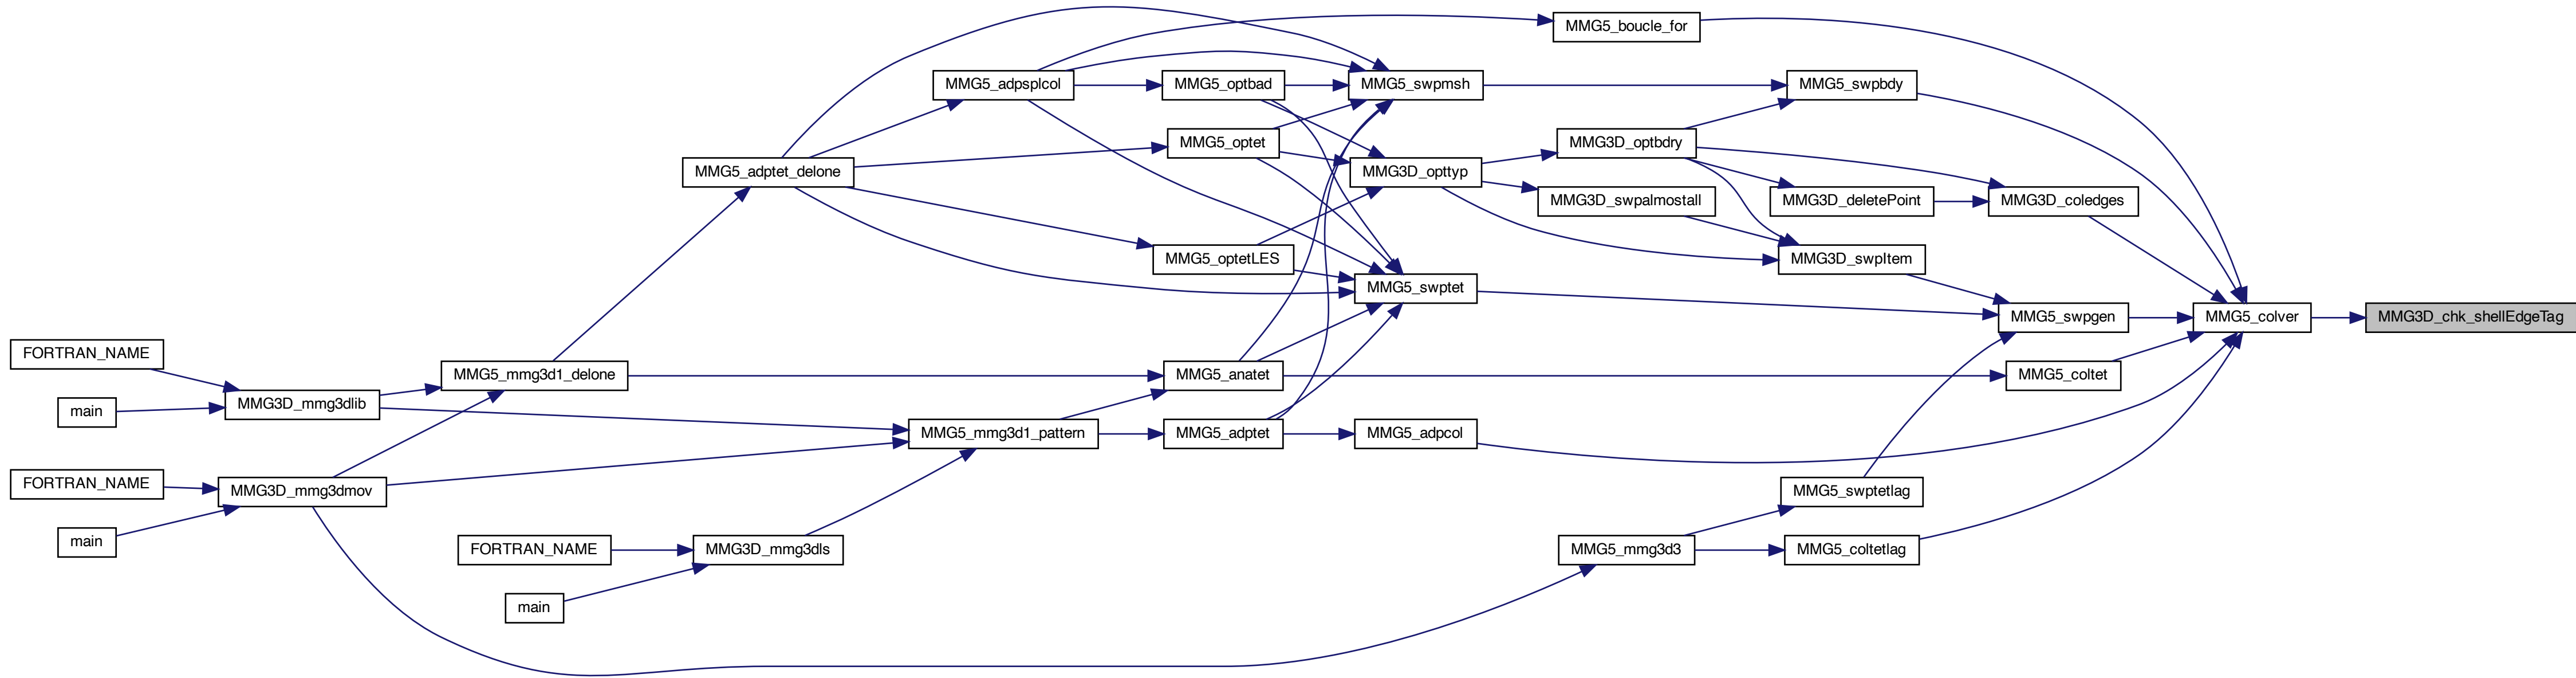 MMG5_boucle_for
MMG5_adpsplcol
MMG5_optbad
MMG5_swpmsh
MMG5_swpbdy
MMG5_optet
MMG3D_optbdry
MMG5_adptet_delone
MMG3D_opttyp
MMG3D_swpalmostall
MMG3D_deletePoint
MMG3D_coledges
MMG5_optetLES
MMG3D_swpItem
MMG5_swptet
MMG5_swpgen
MMG5_colver
MMG3D_chk_shellEdgeTag
FORTRAN_NAME
MMG5_mmg3d1_delone
MMG5_anatet
MMG5_coltet
MMG3D_mmg3dlib
main
MMG5_mmg3d1_pattern
MMG5_adptet
MMG5_adpcol
FORTRAN_NAME
MMG3D_mmg3dmov
MMG5_swptetlag
main
FORTRAN_NAME
MMG3D_mmg3dls
MMG5_mmg3d3
MMG5_coltetlag
main